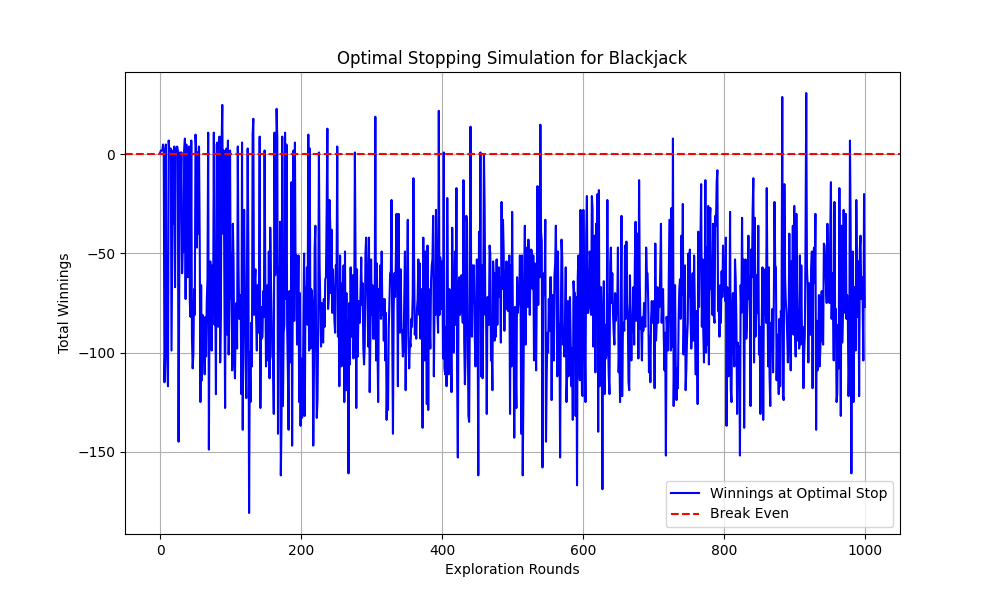 Optimal Stopping Simulation for Blackjack
Total Winnings
0
−50
−100
−150
0
200
400
600
800
1000
Exploration Rounds
Winnings at Optimal Stop
Break Even